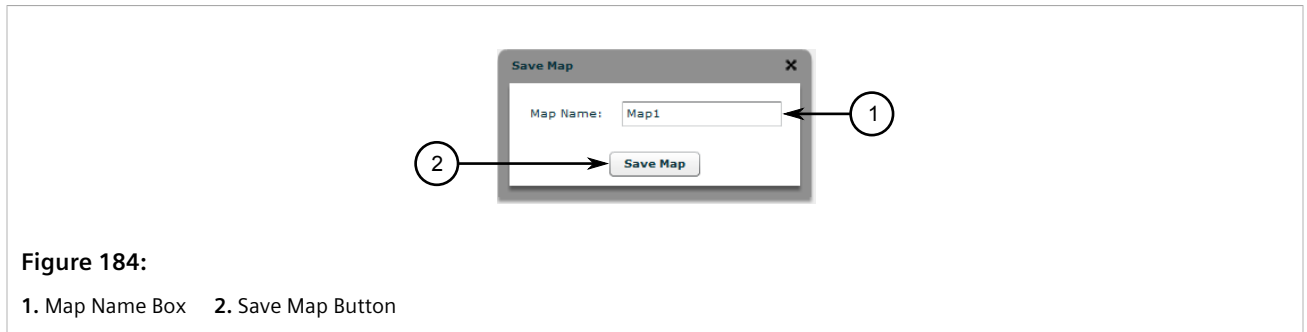 Save Map
Map Name: Map1 1
2 Save Map
Figure 184:
1. Map Name Box 2. Save Map Button